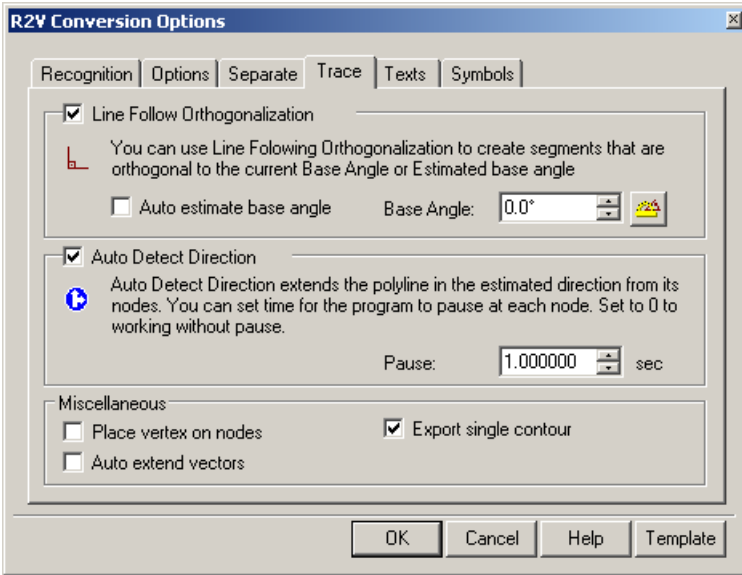 R2V Conversion Options
Recognition Options Separate Trace Texts Symbols
Line Follow Orthogonalization
You can use Line Folowing Orthogonalization to create segments that are
orthogonal to the current Base Angle or Estimated base angle
Auto estimate base angle Base Angle: 0.0°
Auto Detect Direction
Auto Detect Direction extends the polyline in the estimated direction from its
nodes. You can set time for the program to pause at each node. Set to 0 to
working without pause.
Pause: 1.000000 sec
Miscellaneous
Place vertex on nodes Export single contour
Auto extend vectors
OK Cancel Help Template